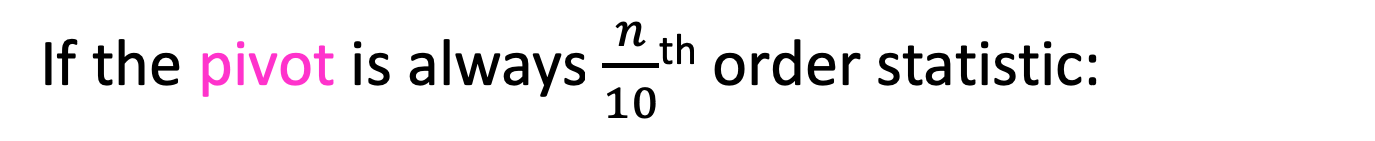 If the pivot is always n/10 th order statistic: